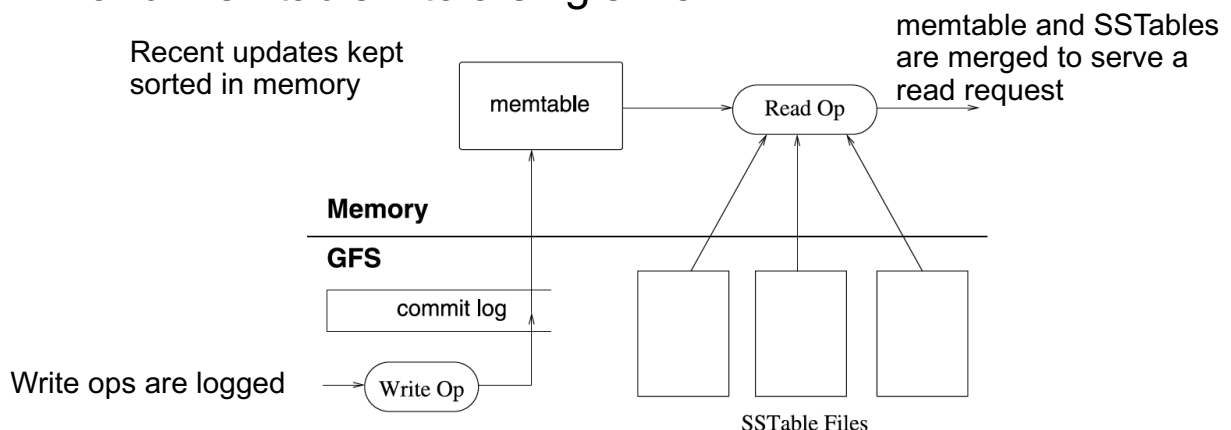 Recent updates kept
sorted in memory
memtable and SSTables
are merged to serve a
read request
memtable
Read Op
Memory
GFS
commit log
Write ops are logged
Write Op
SSTable Files